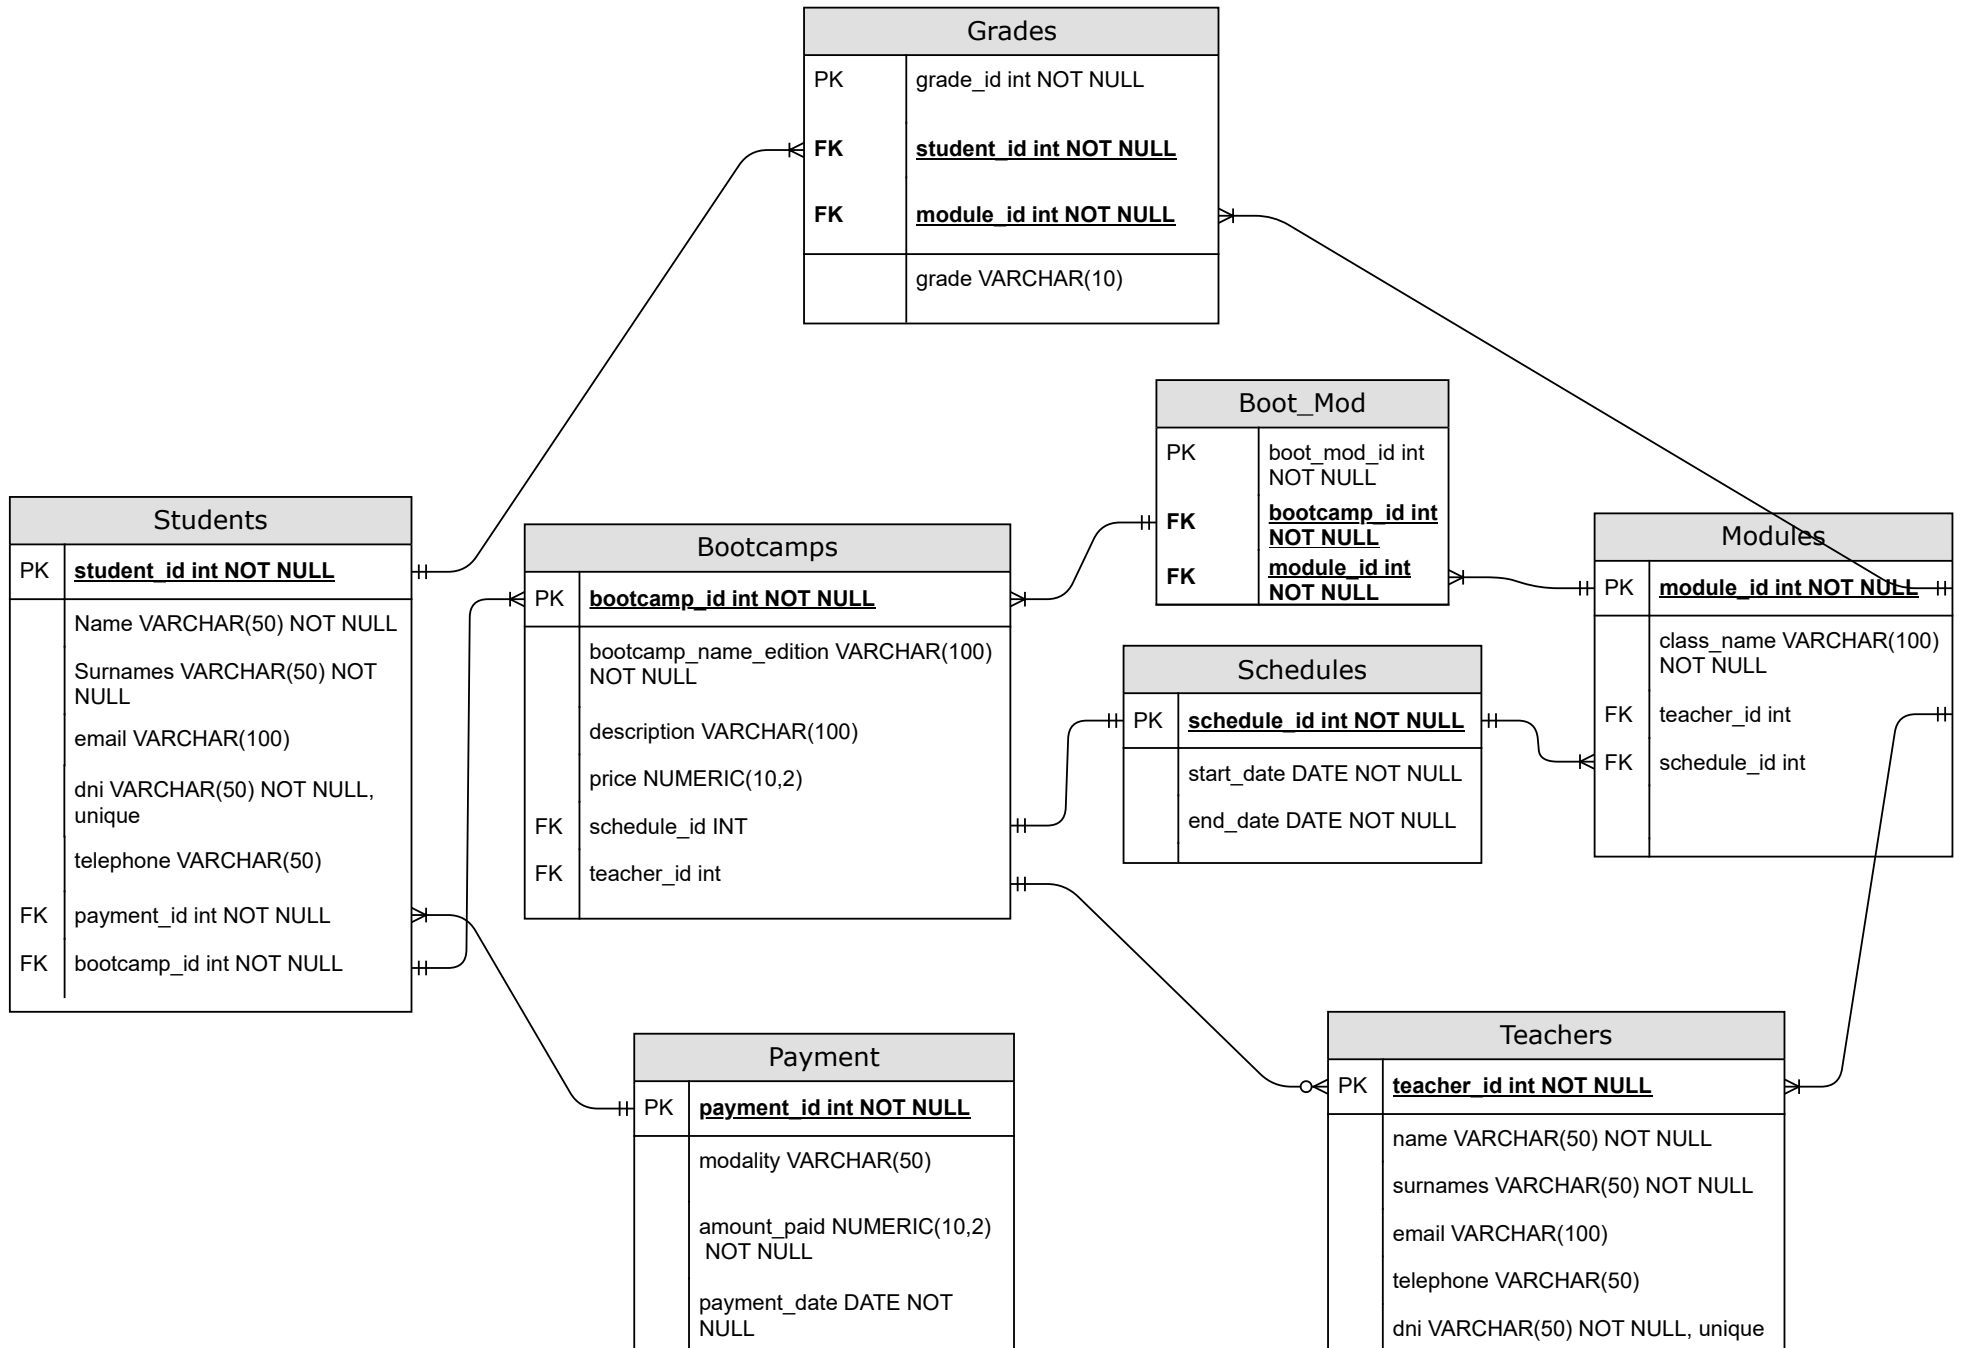 Grades
PK grade_id int NOT NULL
FK student_id int NOT NULL
FK module_id int NOT NULL
grade VARCHAR(10)
Boot_Mod
PK boot_mod_id int
NOT NULL
FK bootcamp_id int
NOT NULL
FK module_id int
NOT NULL
Students
PK student_id int NOT NULL
Name VARCHAR(50) NOT NULL
Surnames VARCHAR(50) NOT
NULL
email VARCHAR(100)
dni VARCHAR(50) NOT NULL,
unique
telephone VARCHAR(50)
FK payment_id int NOT NULL
FK bootcamp_id int NOT NULL
Bootcamps
PK bootcamp_id int NOT NULL
bootcamp_name_edition VARCHAR(100)
NOT NULL
description VARCHAR(100)
price NUMERIC(10,2)
FK schedule_id INT
FK teacher_id int
Schedules
PK schedule_id int NOT NULL
start_date DATE NOT NULL
end_date DATE NOT NULL
Modules
PK module_id int NOT NULL
class_name VARCHAR(100)
NOT NULL
FK teacher_id int
FK schedule_id int
Payment
PK payment_id int NOT NULL
modality VARCHAR(50)
amount_paid NUMERIC(10,2)
NOT NULL
payment_date DATE NOT
NULL
Teachers
PK teacher_id int NOT NULL
name VARCHAR(50) NOT NULL
surnames VARCHAR(50) NOT NULL
email VARCHAR(100)
telephone VARCHAR(50)
dni VARCHAR(50) NOT NULL, unique